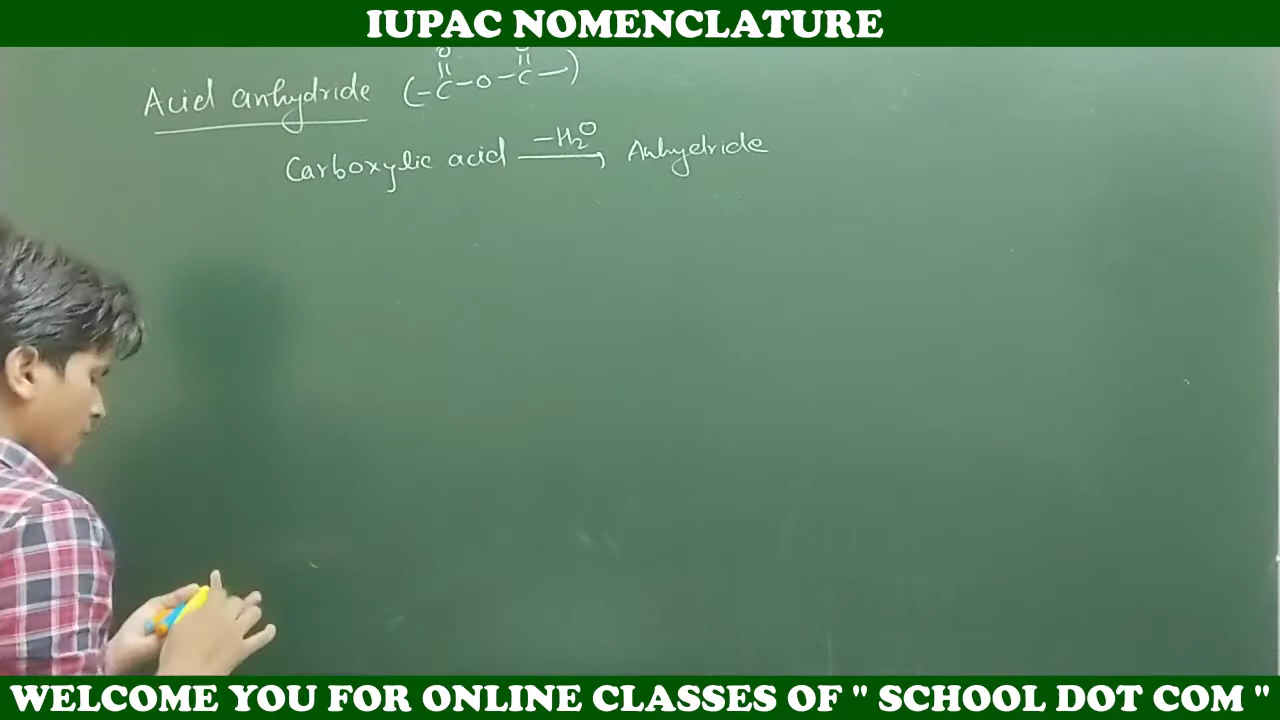 IUPAC NOMENCLATURE
O O
|| ||
Acid anhydride (-C-O-C-)
-H2O
Carboxylic acid → Anhydride
WELCOME YOU FOR ONLINE CLASSES OF " SCHOOL DOT COM "